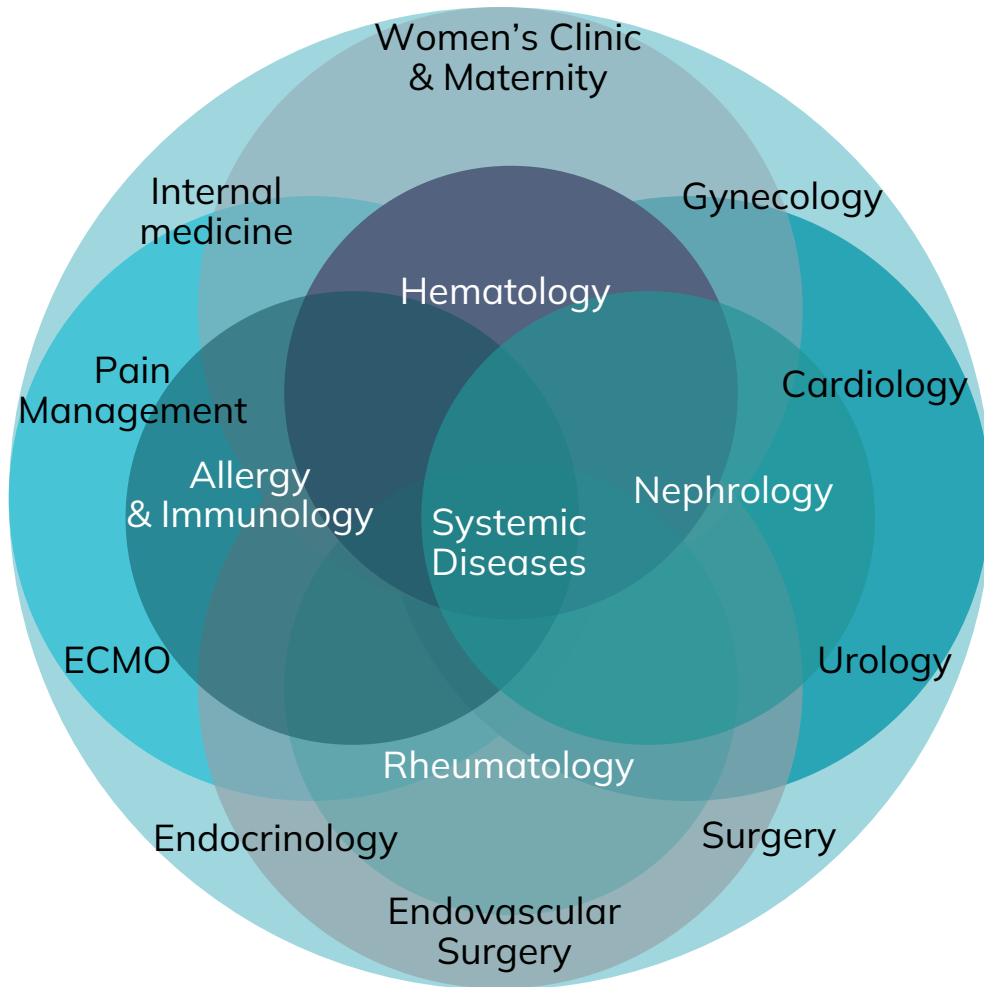 Women’s Clinic
& Maternity
Internal
medicine
Gynecology
Hematology
Pain
Management
Cardiology
Allergy
& Immunology
Nephrology
Systemic
Diseases
ECMO
Urology
Rheumatology
Endocrinology
Surgery
Endovascular
Surgery